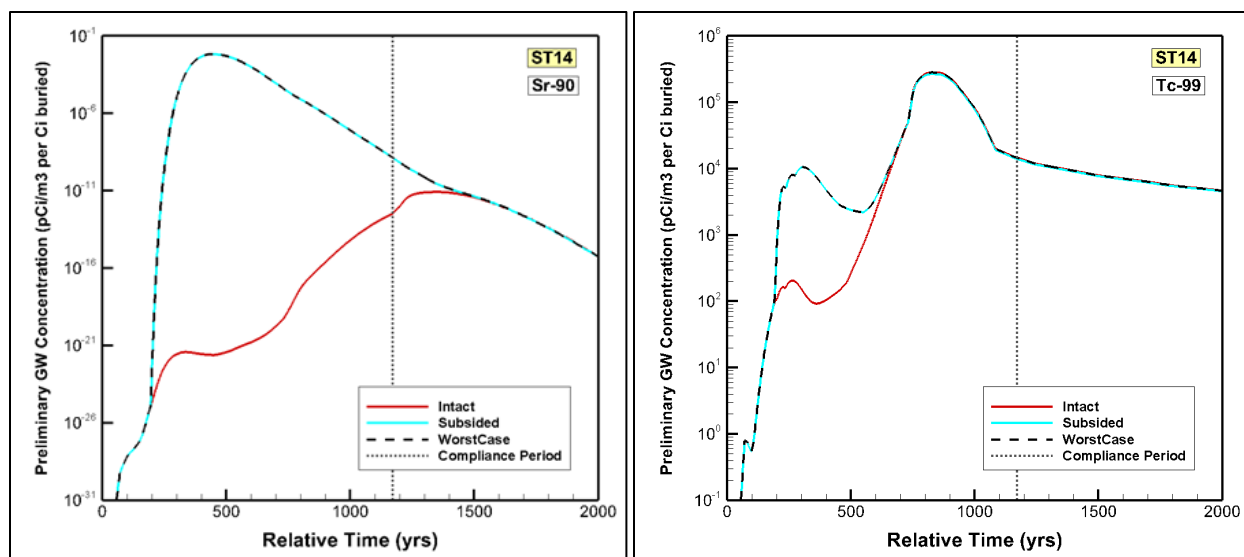 Preliminary GW Concentration (pCi/m3 per Ci buried)
10-1
10-6
10-11
10-16
10-21
10-26
10-31
ST14
Sr-90
Intact
Subsided
WorstCase
Compliance Period
0
500
1000
1500
2000
Relative Time (yrs)
Preliminary GW Concentration (pCi/m3 per Ci buried)
10^6
10^5
10^4
10^3
10^2
10^1
10^0
10^-1
ST14
Tc-99
Intact
Subsided
WorstCase
Compliance Period
0
500
1000
1500
2000
Relative Time (yrs)